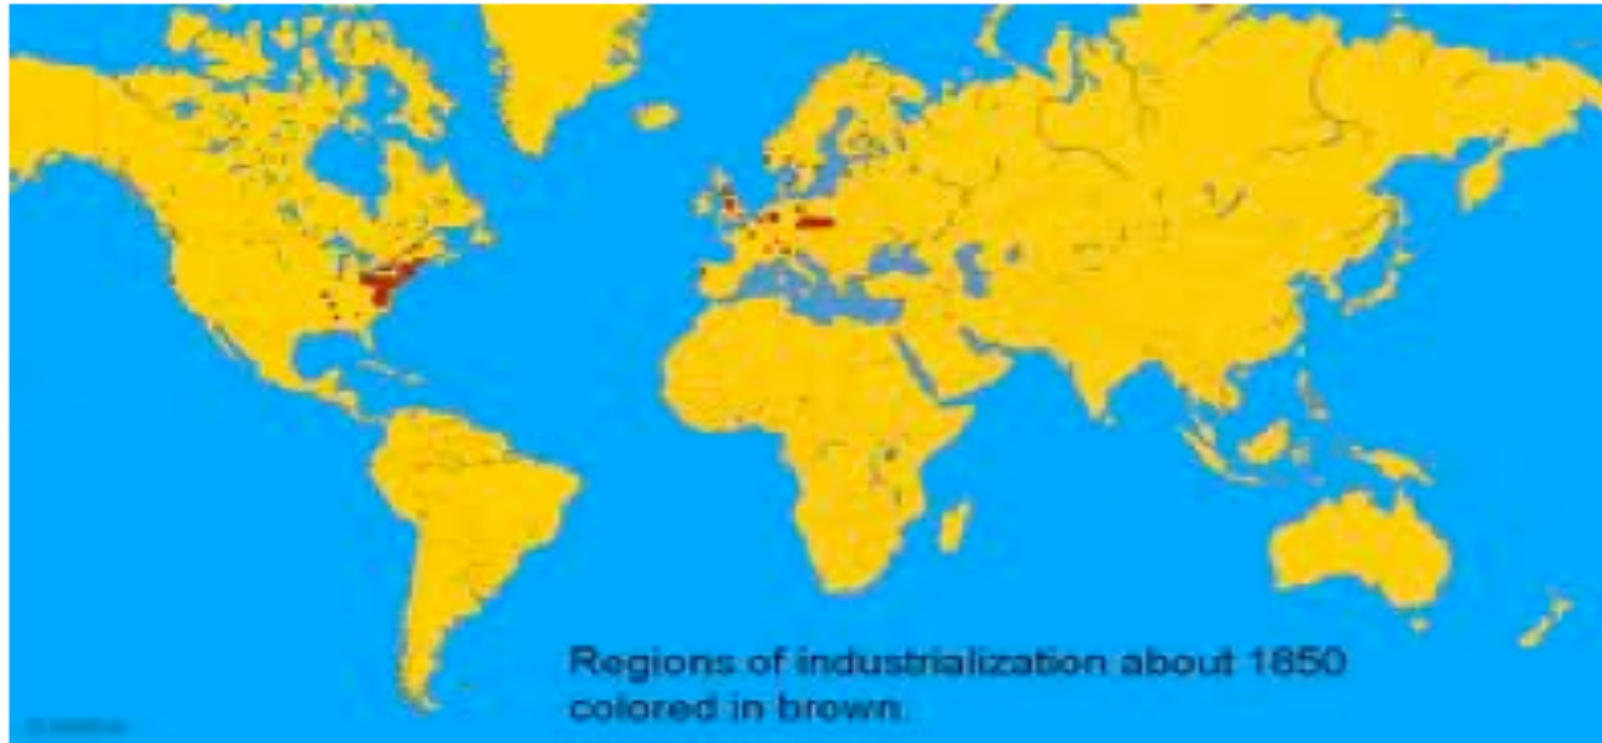 Regions of industrialization about 1850
colored in brown.